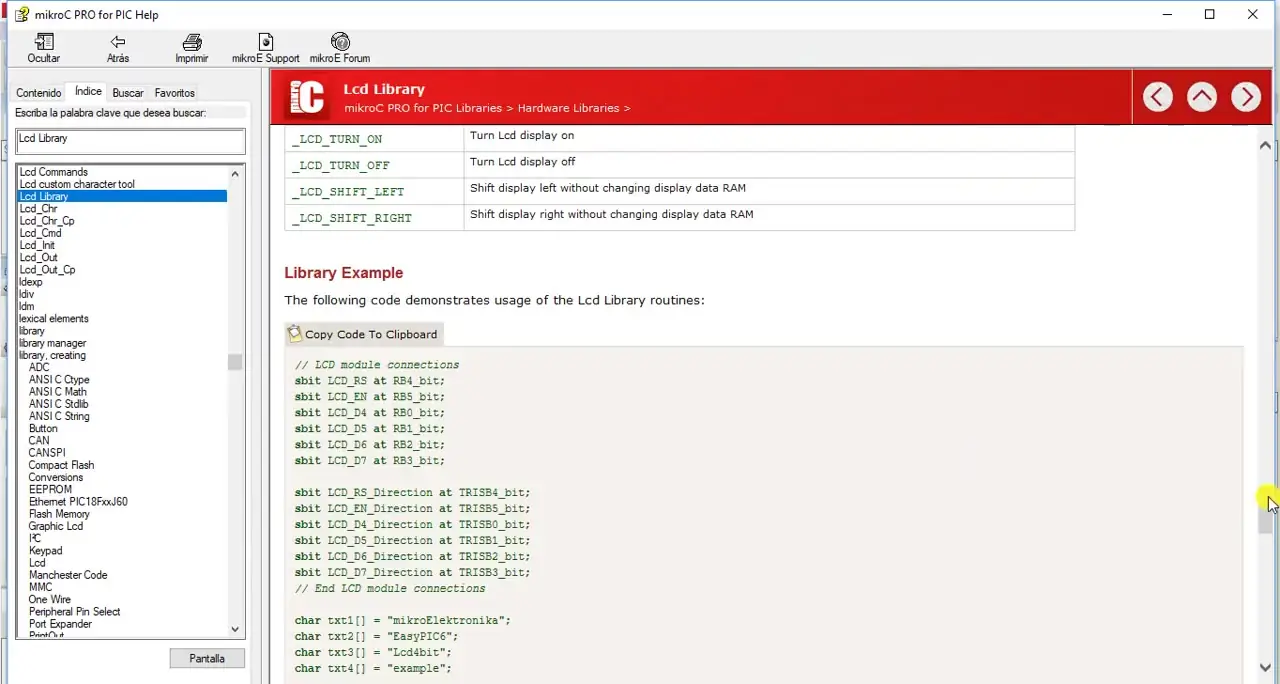 mikroC PRO for PIC Help
Ocultar
Atrás
Imprimir
mikroE Support
mikroE Forum
Contenido
Índice
Buscar
Favoritos
Escriba la palabra clave que desea buscar:
Lcd Library
Lcd Commands
Lcd custom character tool
Lcd Library
Lcd_Chr
Lcd_Chr_Cp
Lcd_Cmd
Lcd_Init
Lcd_Out
Lcd_Out_Cp
ldexp
ldiv
ldm
lexical elements
library
library manager
library, creating
ADC
ANSI C Ctype
ANSI C Math
ANSI C Stdlib
ANSI C String
Button
CAN
CANSPI
Compact Flash
Conversions
EEPROM
Ethernet PIC18FxxJ60
Flash Memory
Graphic Lcd
I²C
Keypad
Lcd
Manchester Code
MMC
One Wire
Peripheral Pin Select
Port Expander
PrintOut
Pantalla
Lcd Library
mikroC PRO for PIC Libraries > Hardware Libraries >
_LCD_TURN_ON Turn Lcd display on
_LCD_TURN_OFF Turn Lcd display off
_LCD_SHIFT_LEFT Shift display left without changing display data RAM
_LCD_SHIFT_RIGHT Shift display right without changing display data RAM
Library Example
The following code demonstrates usage of the Lcd Library routines:
Copy Code To Clipboard
// LCD module connections
sbit LCD_RS at RB4_bit;
sbit LCD_EN at RB5_bit;
sbit LCD_D4 at RB0_bit;
sbit LCD_D5 at RB1_bit;
sbit LCD_D6 at RB2_bit;
sbit LCD_D7 at RB3_bit;
sbit LCD_RS_Direction at TRISB4_bit;
sbit LCD_EN_Direction at TRISB5_bit;
sbit LCD_D4_Direction at TRISB0_bit;
sbit LCD_D5_Direction at TRISB1_bit;
sbit LCD_D6_Direction at TRISB2_bit;
sbit LCD_D7_Direction at TRISB3_bit;
// End LCD module connections
char txt1[] = "mikroElektronika";
char txt2[] = "EasyPIC6";
char txt3[] = "Lcd4bit";
char txt4[] = "example";